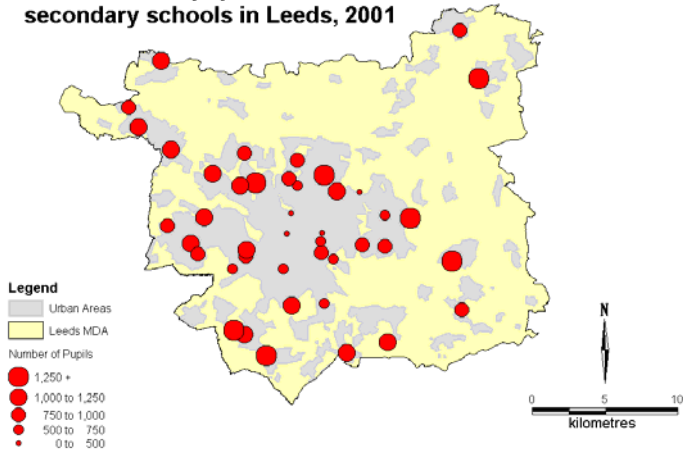 secondary schools in Leeds, 2001
Legend
Urban Areas
Leeds MDA
Number of Pupils
1,250 +
1,000 to 1,250
750 to 1,000
500 to 750
0 to 500
N
0 5 10
kilometres